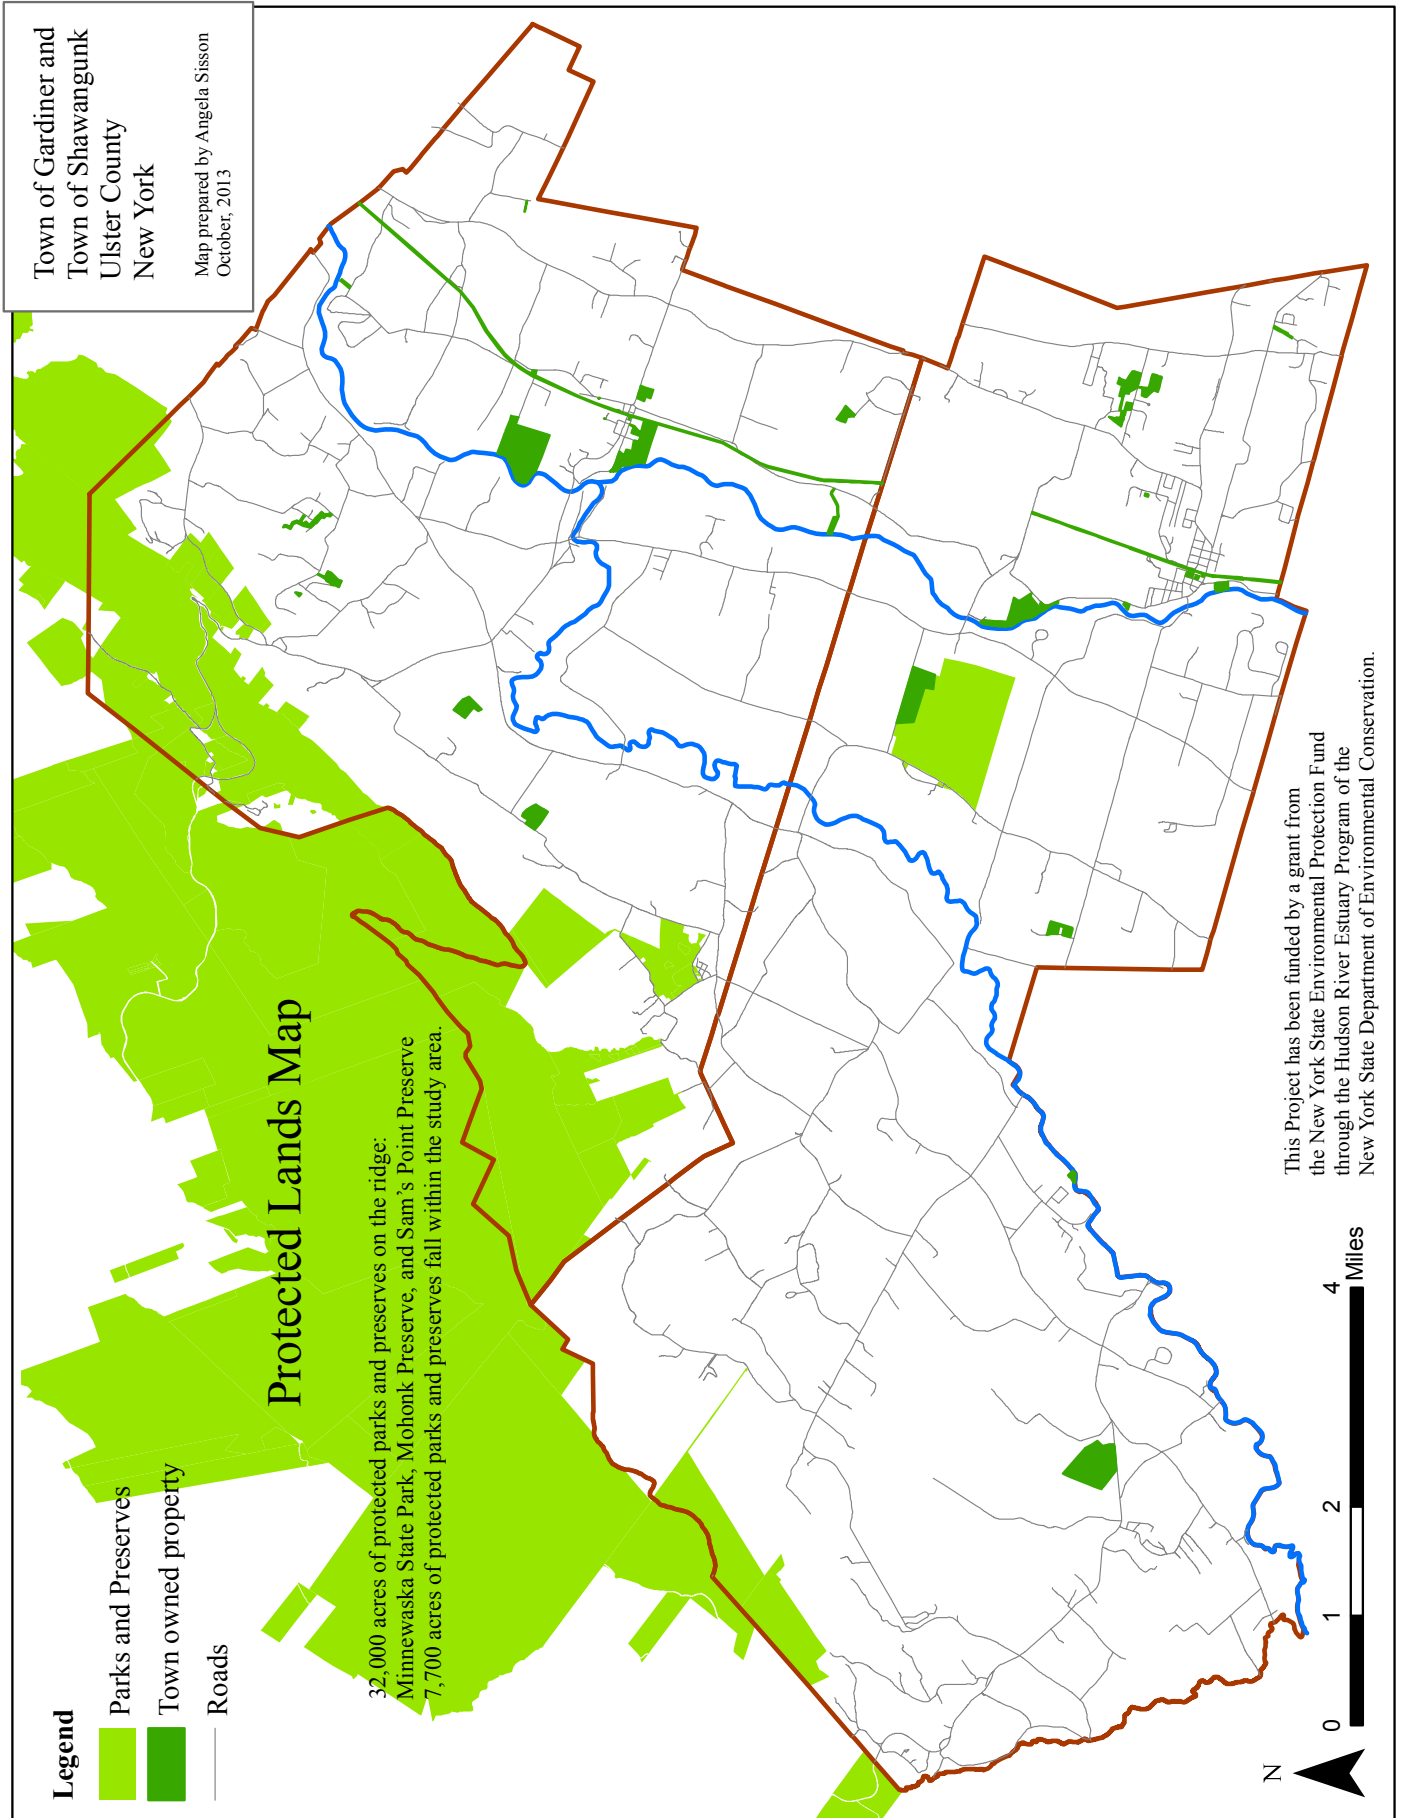 Town of Gardiner and
Town of Shawangunk
Ulster County
New York
Map prepared by Angela Sisson
October, 2013
Protected Lands Map
32,000 acres of protected parks and preserves on the ridge:
Minnewaska State Park, Mohonk Preserve, and Sam's Point Preserve
7,700 acres of protected parks and preserves fall within the study area.
Legend
Parks and Preserves
Town owned property
Roads
This Project has been funded by a grant from
the New York State Environmental Protection Fund
through the Hudson River Estuary Program of the
New York State Department of Environmental Conservation.
N
0 1 2 4
Miles